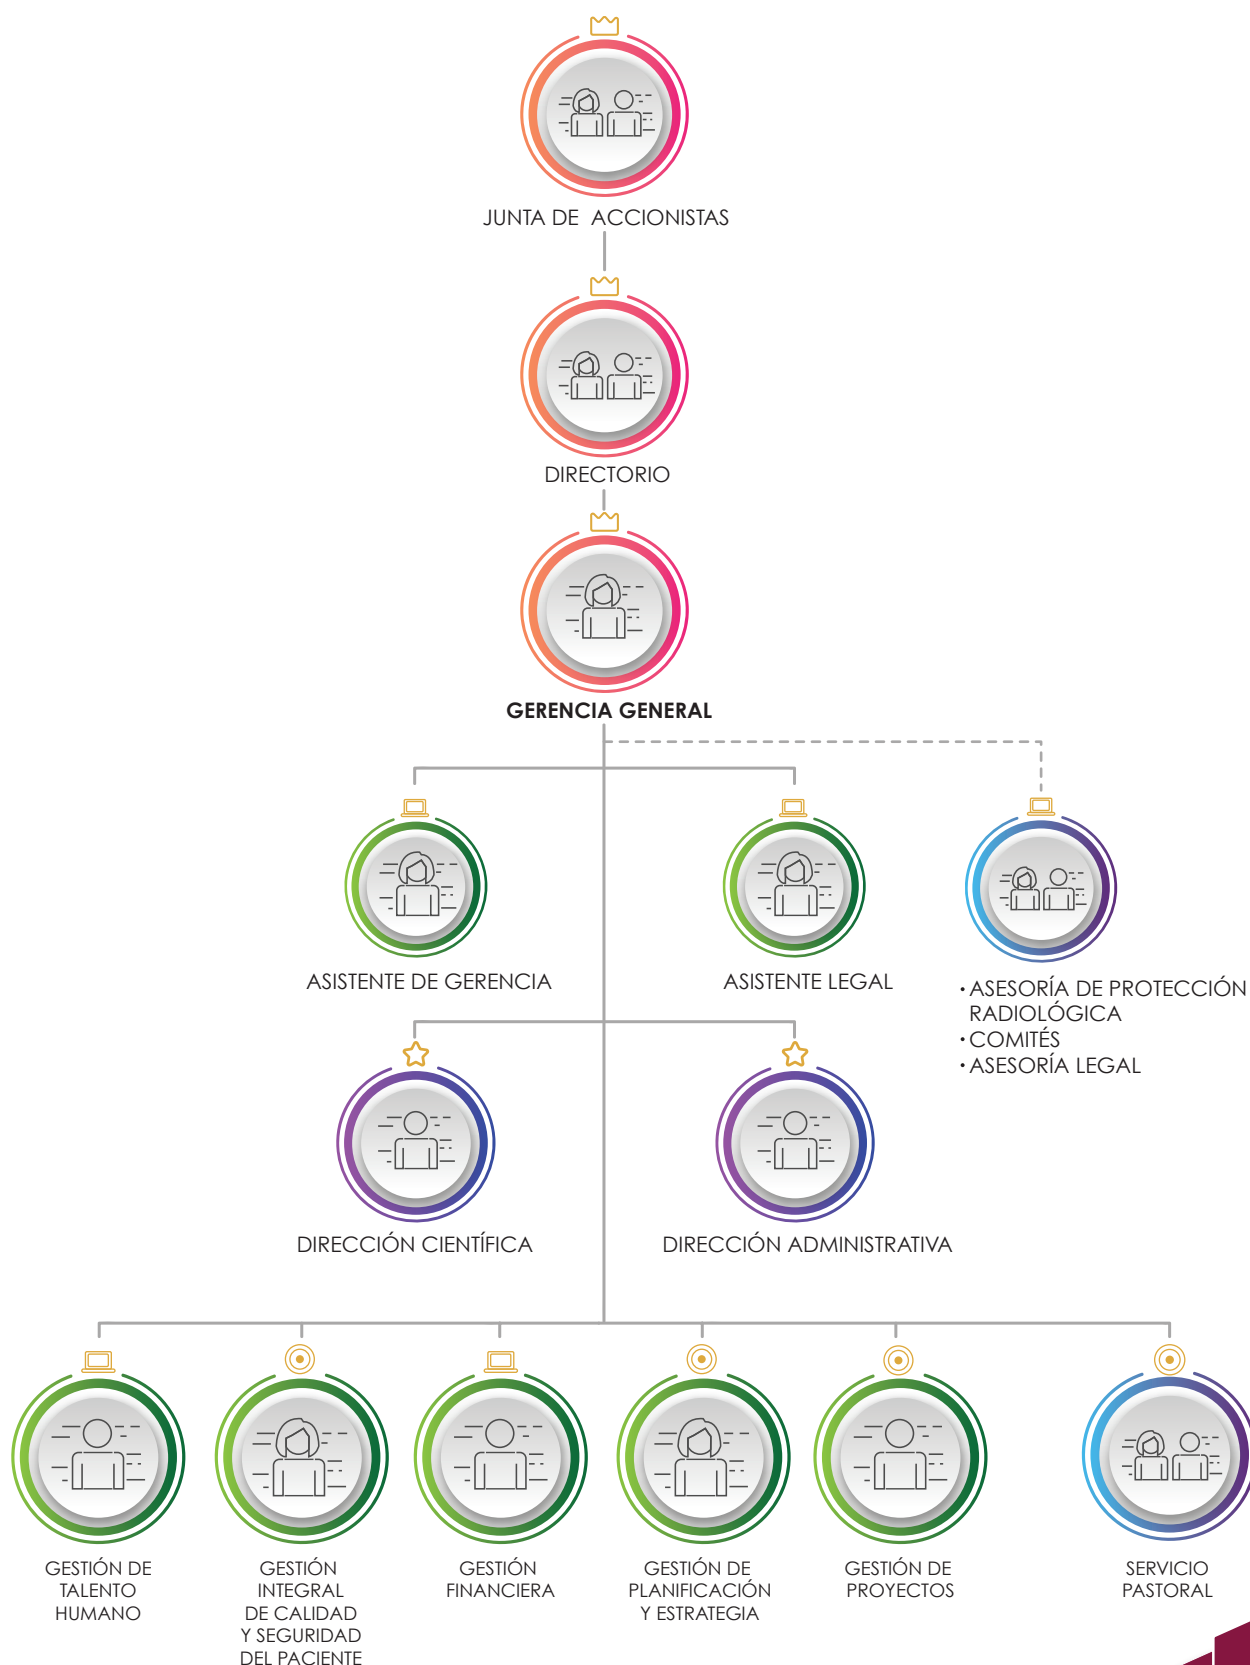 JUNTA DE ACCIONISTAS
DIRECTORIO
GERENCIA GENERAL
ASISTENTE DE GERENCIA
ASISTENTE LEGAL
• ASESORÍA DE PROTECCIÓN
RADIOLÓGICA
• COMITÉS
• ASESORÍA LEGAL
DIRECCIÓN CIENTÍFICA
DIRECCIÓN ADMINISTRATIVA
GESTIÓN DE
TALENTO
HUMANO
GESTIÓN
INTEGRAL
DE CALIDAD
Y SEGURIDAD
DEL PACIENTE
GESTIÓN
FINANCIERA
GESTIÓN DE
PLANIFICACIÓN
Y ESTRATEGIA
GESTIÓN DE
PROYECTOS
SERVICIO
PASTORAL